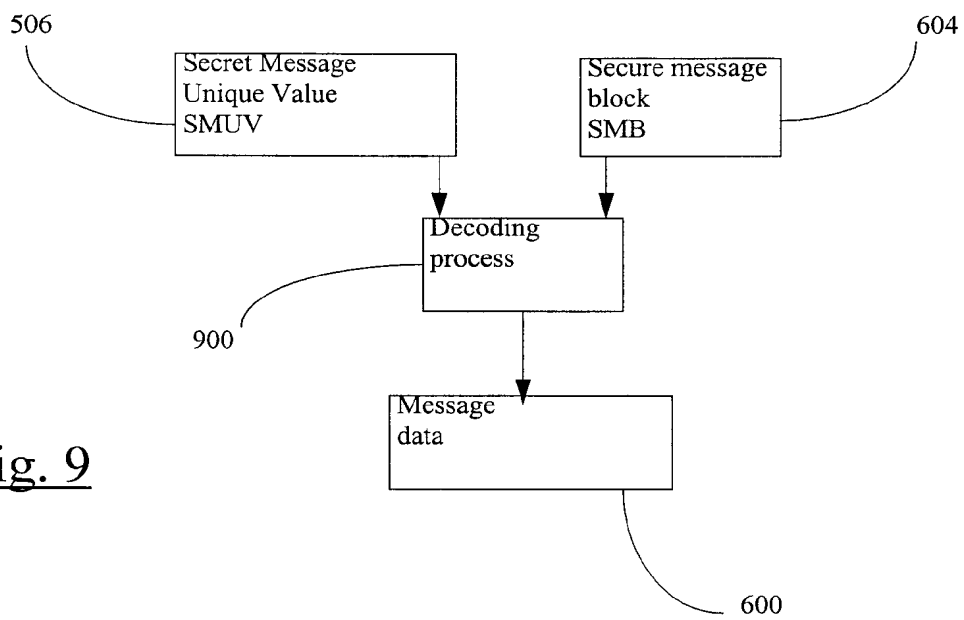 506
604
Secret Message
Unique Value
SMUV
Secure message
block
SMB
Decoding
process
900
Message
data
ig. 9
600